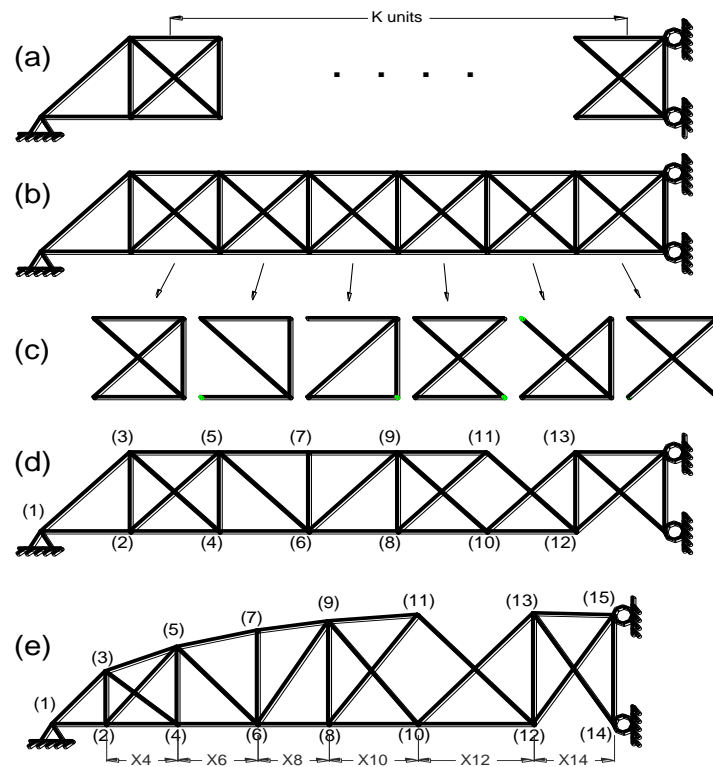 K units
(a)
(b)
(c)
(d)
(3) (5) (7) (9) (11) (13)
(1)
(2) (4) (6) (8) (10) (12)
(e)
(11) (13) (15)
(9)
(7)
(5)
(3)
(1)
(2) (4) (6) (8) (10) (12) (14)
X4 X6 X8 X10 X12 X14